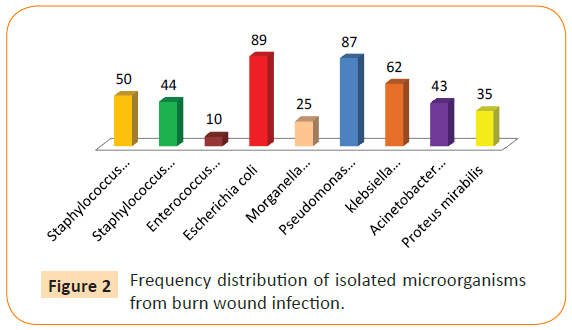 50
44
10
89
25
87
62
43
35
Staphylococcus...
Staphylococcus...
Enterococcus...
Escherichia coli
Morganella...
Pseudomonas...
klebsiella...
Acinetobacter...
Proteus mirabilis
Figure 2 Frequency distribution of isolated microorganisms
from burn wound infection.